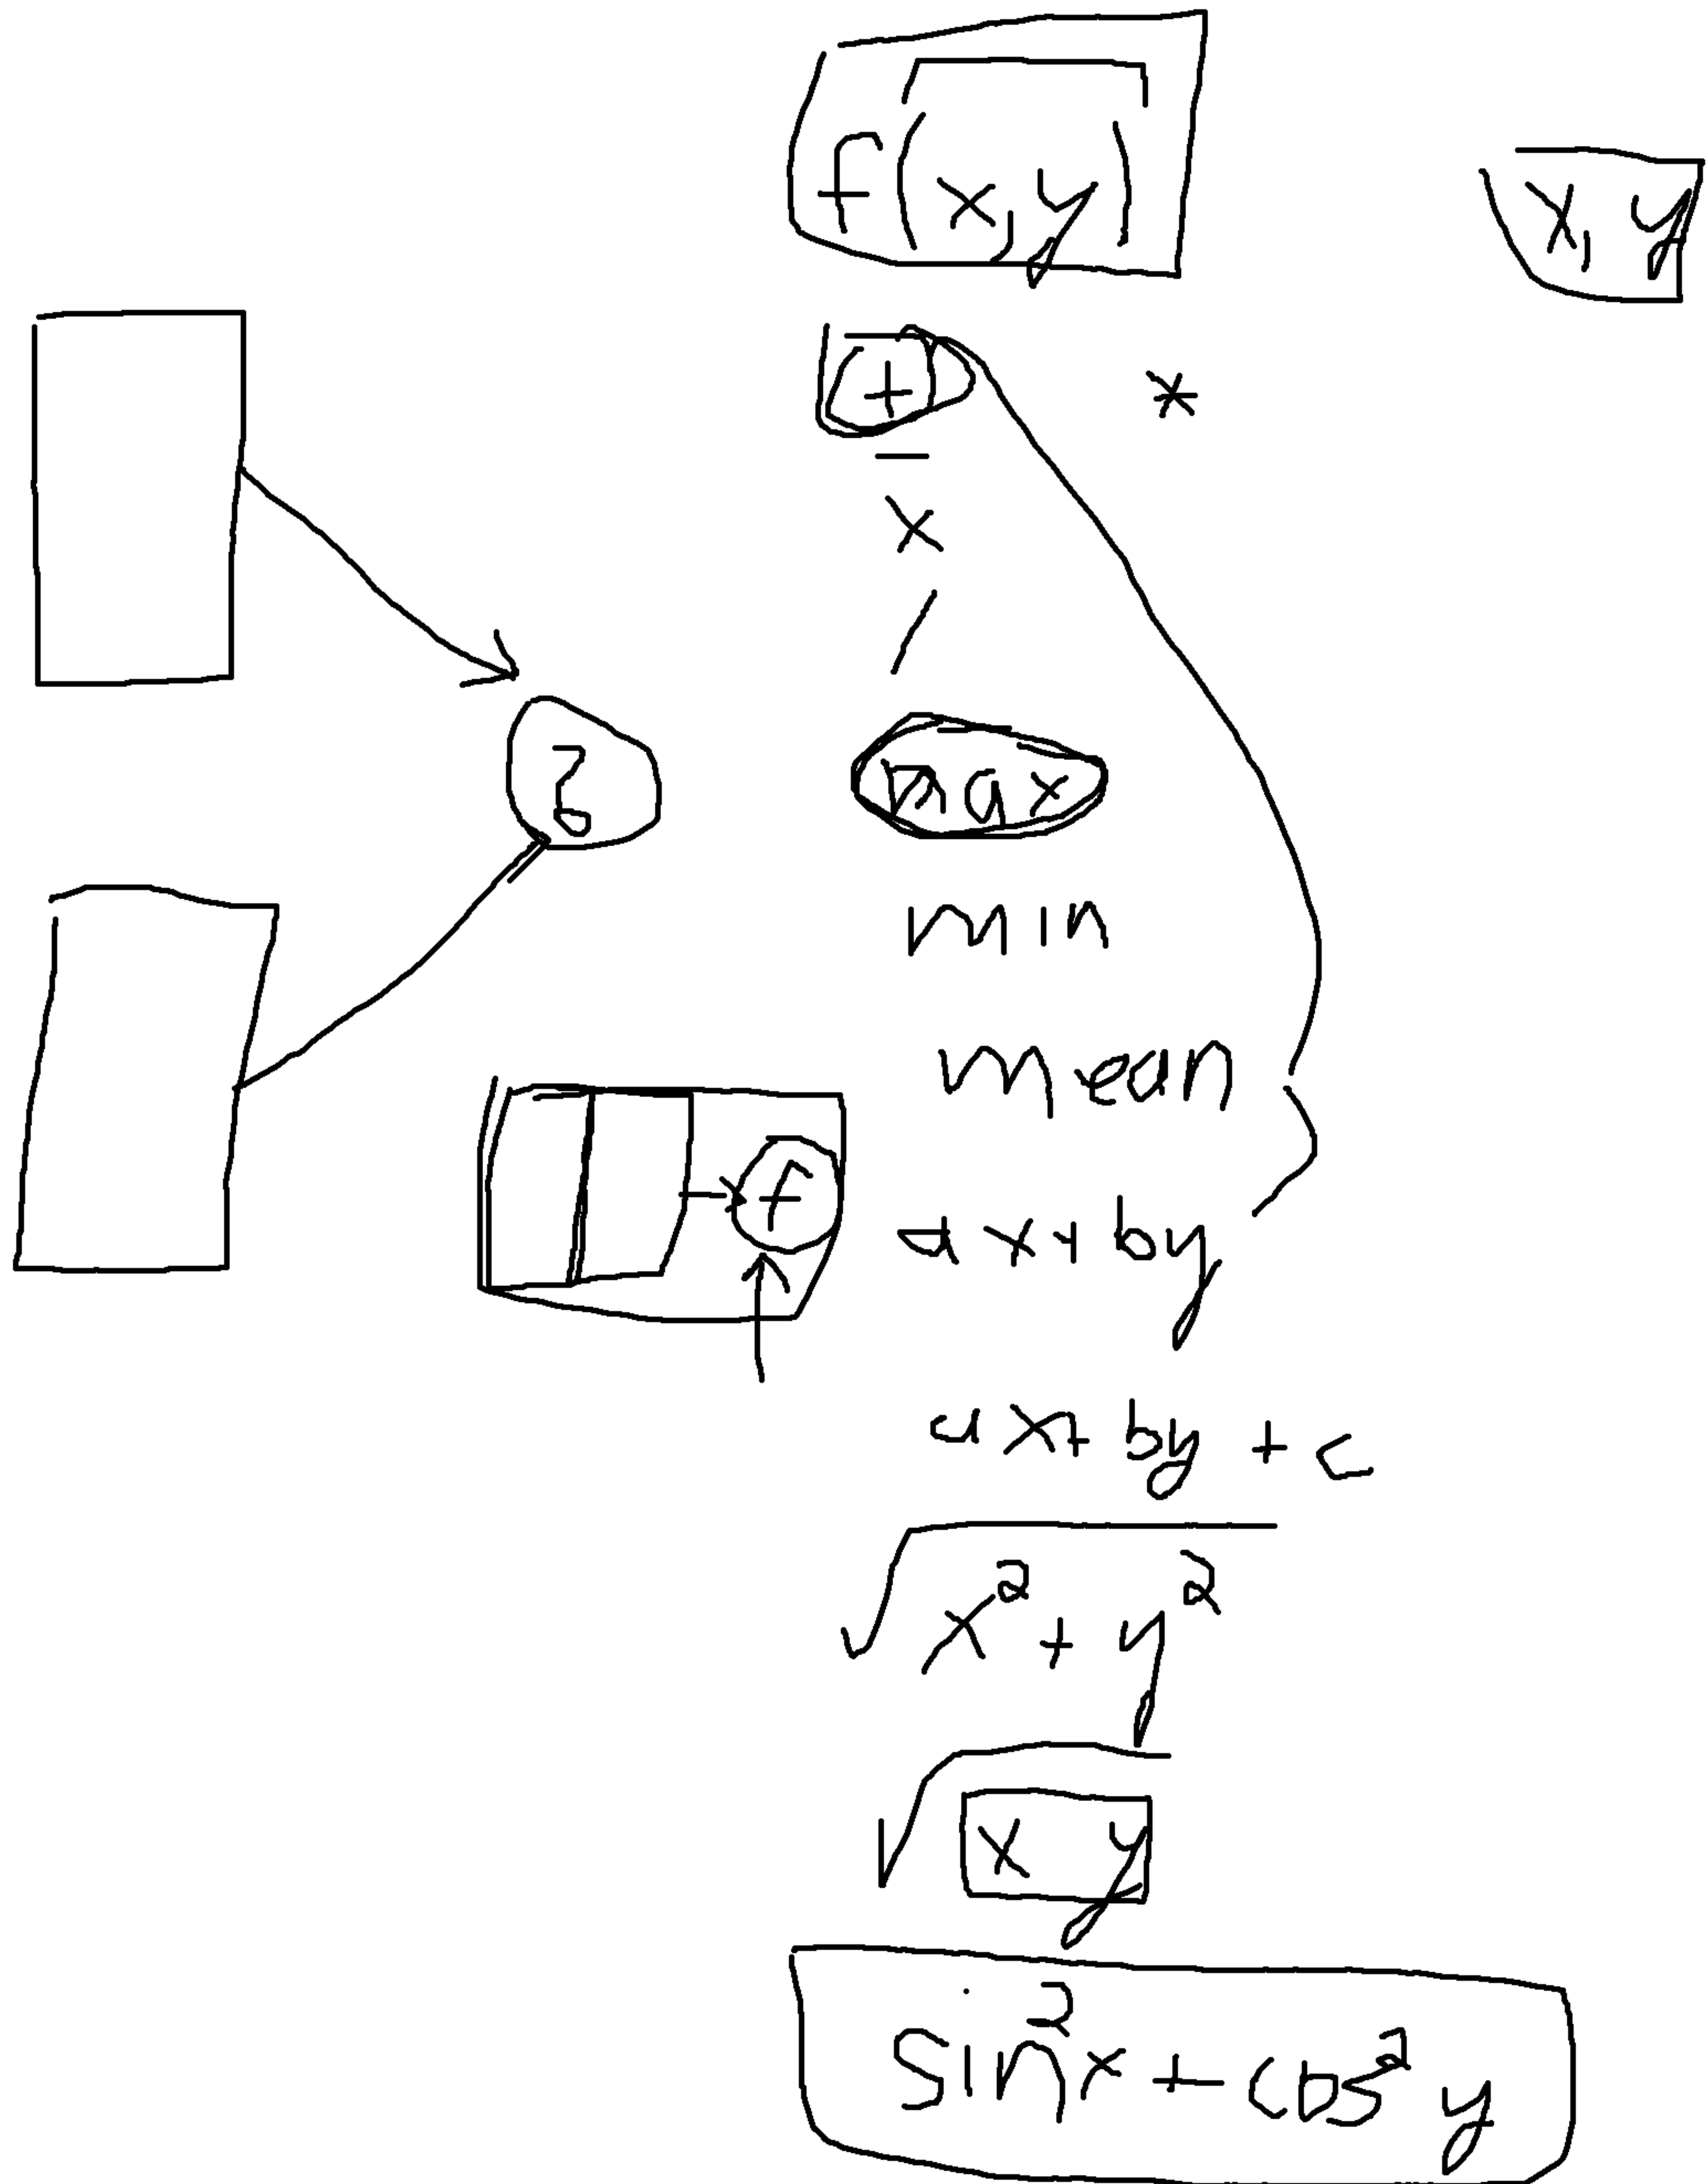 f(x,y)
x, y
+ *
-
x
/
?
max
min
mean
ax+by
f
ax+by+c
√x²+y²
√x y
sin²x+cos²y